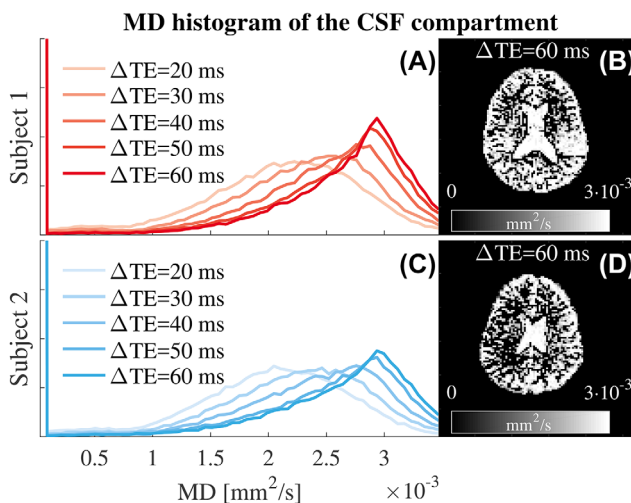 MD histogram of the CSF compartment
Subject 1
(A)
ΔTE=20 ms
ΔTE=30 ms
ΔTE=40 ms
ΔTE=50 ms
ΔTE=60 ms
ΔTE=60 ms
(B)
0
3·10⁻³
mm²/s
Subject 2
(C)
ΔTE=20 ms
ΔTE=30 ms
ΔTE=40 ms
ΔTE=50 ms
ΔTE=60 ms
ΔTE=60 ms
(D)
0
3·10⁻³
mm²/s
0.5 1 1.5 2 2.5 3
MD [mm²/s]
×10⁻³